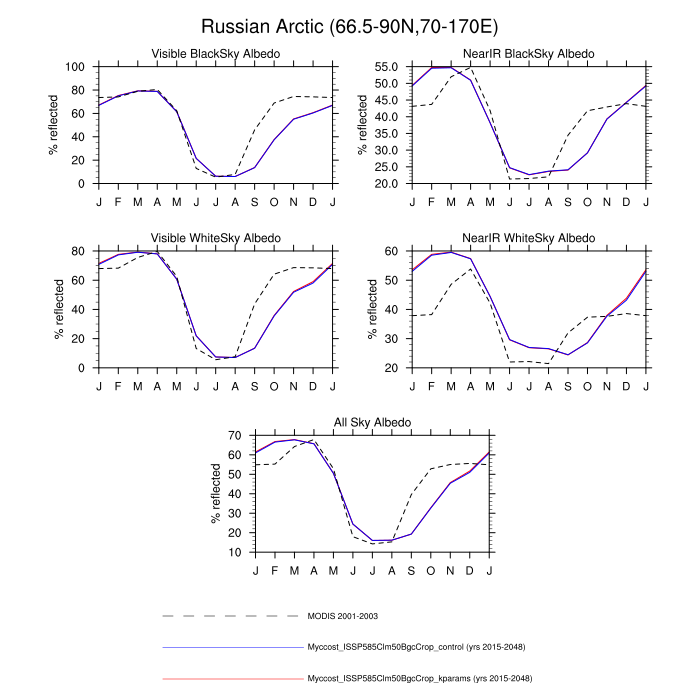 Russian Arctic (66.5-90N,70-170E)
Visible BlackSky Albedo
% reflected
100
80
60
40
20
0
J F M A M J J A S O N D J
NearIR BlackSky Albedo
% reflected
55.0
50.0
45.0
40.0
35.0
30.0
25.0
20.0
J F M A M J J A S O N D J
Visible WhiteSky Albedo
% reflected
80
60
40
20
0
J F M A M J J A S O N D J
NearIR WhiteSky Albedo
% reflected
60
50
40
30
20
J F M A M J J A S O N D J
All Sky Albedo
% reflected
70
60
50
40
30
20
10
J F M A M J J A S O N D J
MODIS 2001-2003
Myccost_ISSP585Clm50BgcCrop_control (yrs 2015-2048)
Myccost_ISSP585Clm50BgcCrop_kparams (yrs 2015-2048)